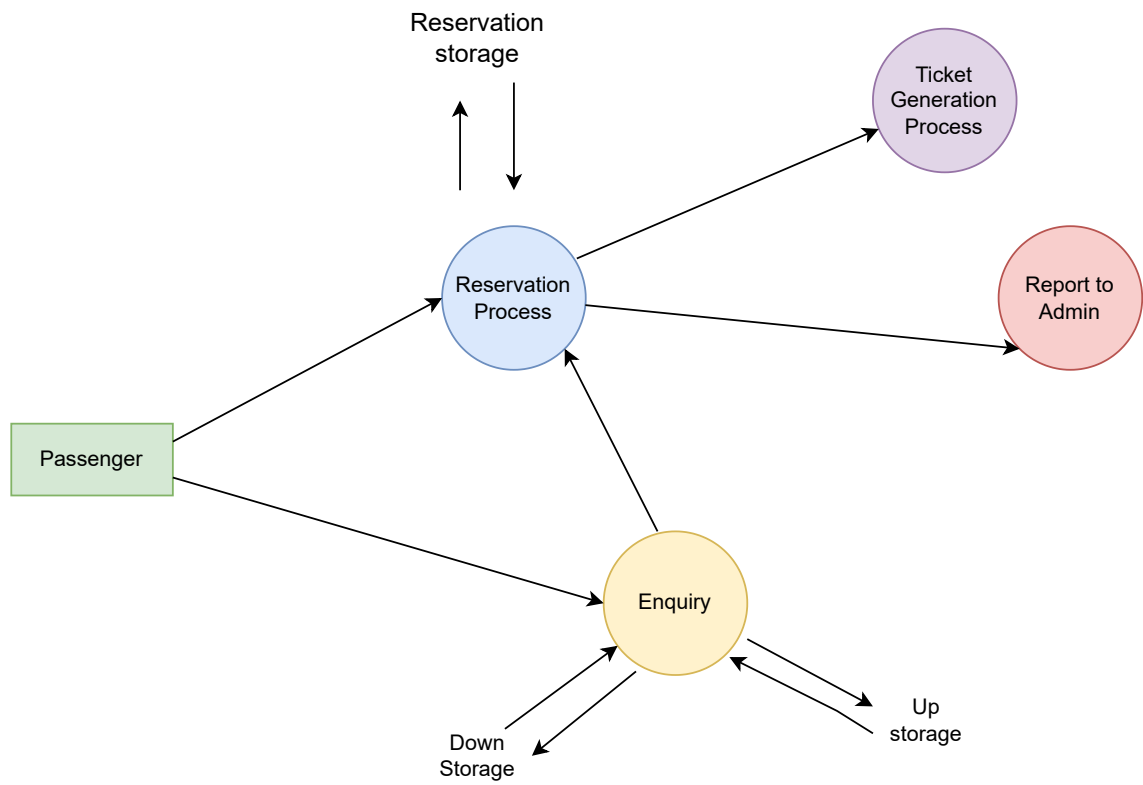 Reservation
storage
Ticket
Generation
Process
Reservation
Process
Report to
Admin
Passenger
Enquiry
Up
storage
Down
Storage